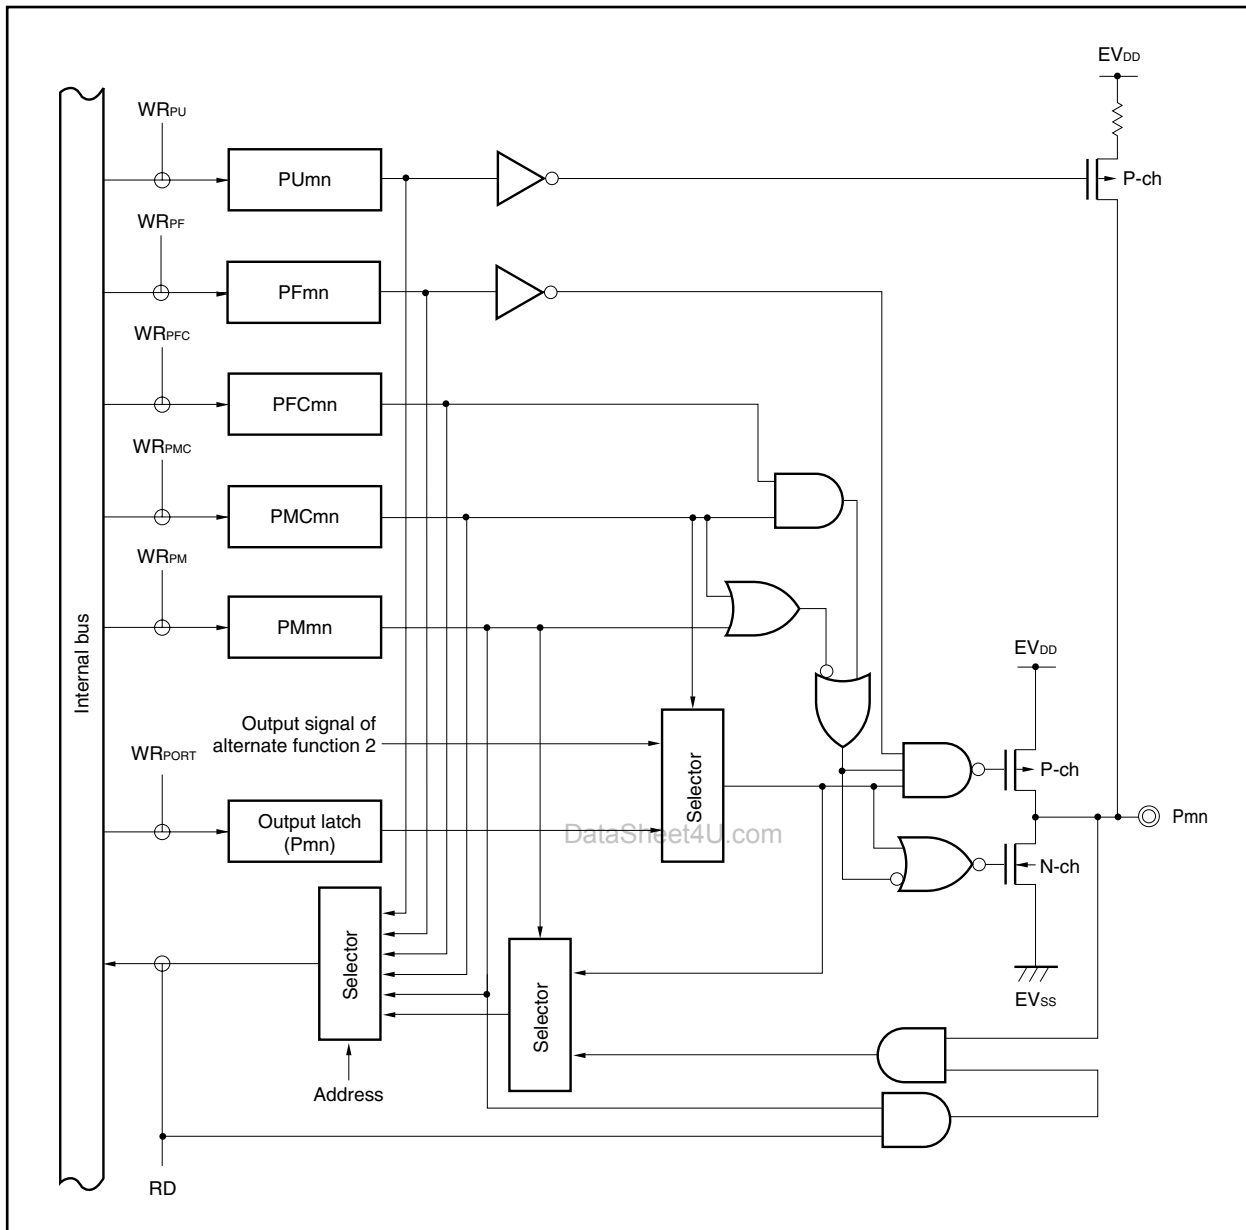 EVDD
WRPU
PUmn
P-ch
WRPF
PFmn
WRPFC
PFCmn
WRPMC
PMCmn
WRPM
PMmn
Internal bus
EVDD
Output signal of
alternate function 2
WRPORT
Selector
P-ch
Output latch
(Pmn)
DataSheet4U.com
Pmn
N-ch
Selector
Selector
EVSS
Address
RD